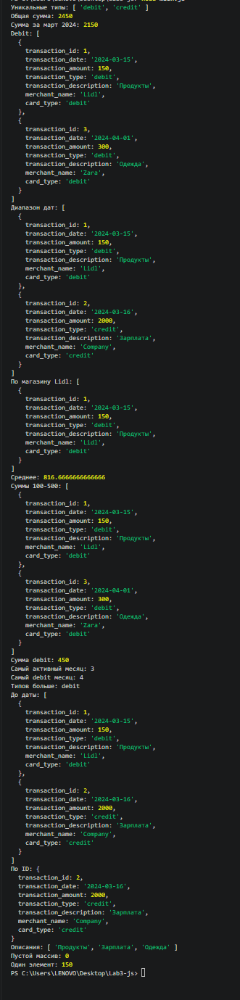 Уникальные типы: [ 'debit', 'credit' ]
Общая сумма: 2450
Сумма за март 2024: 2150
Debit: [
  {
    transaction_id: 1,
    transaction_date: '2024-03-15',
    transaction_amount: 150,
    transaction_type: 'debit',
    transaction_description: 'Продукты',
    merchant_name: 'Lidl',
    card_type: 'debit'
  },
  {
    transaction_id: 3,
    transaction_date: '2024-04-01',
    transaction_amount: 300,
    transaction_type: 'debit',
    transaction_description: 'Одежда',
    merchant_name: 'Zara',
    card_type: 'debit'
  }
]
Диапазон дат: [
  {
    transaction_id: 1,
    transaction_date: '2024-03-15',
    transaction_amount: 150,
    transaction_type: 'debit',
    transaction_description: 'Продукты',
    merchant_name: 'Lidl',
    card_type: 'debit'
  },
  {
    transaction_id: 2,
    transaction_date: '2024-03-16',
    transaction_amount: 2000,
    transaction_type: 'credit',
    transaction_description: 'Зарплата',
    merchant_name: 'Company',
    card_type: 'credit'
  }
]
По магазину Lidl: [
  {
    transaction_id: 1,
    transaction_date: '2024-03-15',
    transaction_amount: 150,
    transaction_type: 'debit',
    transaction_description: 'Продукты',
    merchant_name: 'Lidl',
    card_type: 'debit'
  }
]
Среднее: 816.6666666666666
Суммы 100-500: [
  {
    transaction_id: 1,
    transaction_date: '2024-03-15',
    transaction_amount: 150,
    transaction_type: 'debit',
    transaction_description: 'Продукты',
    merchant_name: 'Lidl',
    card_type: 'debit'
  },
  {
    transaction_id: 3,
    transaction_date: '2024-04-01',
    transaction_amount: 300,
    transaction_type: 'debit',
    transaction_description: 'Одежда',
    merchant_name: 'Zara',
    card_type: 'debit'
  }
]
Сумма debit: 450
Самый активный месяц: 3
Самый debit месяц: 4
Типов больше: debit
До даты: [
  {
    transaction_id: 1,
    transaction_date: '2024-03-15',
    transaction_amount: 150,
    transaction_type: 'debit',
    transaction_description: 'Продукты',
    merchant_name: 'Lidl',
    card_type: 'debit'
  },
  {
    transaction_id: 2,
    transaction_date: '2024-03-16',
    transaction_amount: 2000,
    transaction_type: 'credit',
    transaction_description: 'Зарплата',
    merchant_name: 'Company',
    card_type: 'credit'
  }
]
По ID: {
  transaction_id: 2,
  transaction_date: '2024-03-16',
  transaction_amount: 2000,
  transaction_type: 'credit',
  transaction_description: 'Зарплата',
  merchant_name: 'Company',
  card_type: 'credit'
}
Описания: [ 'Продукты', 'Зарплата', 'Одежда' ]
Пустой массив: 0
Один элемент: 150
PS C:\Users\LENOVO\Desktop\Lab3-js>